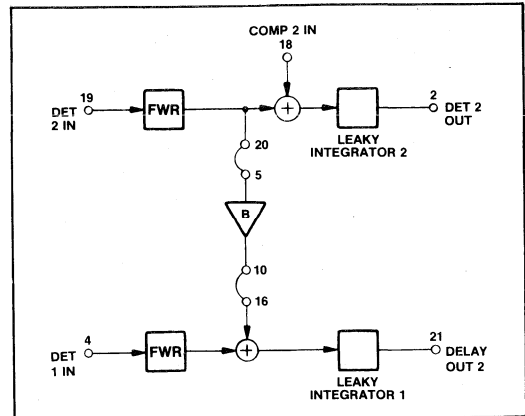 COMP 2 IN
18
19
DET
2 IN
FWR
+
2
DET 2
OUT
LEAKY
INTEGRATOR 2
20
5
B
10
16
4
DET
1 IN
FWR
+
21
DELAY
OUT 2
LEAKY
INTEGRATOR 1